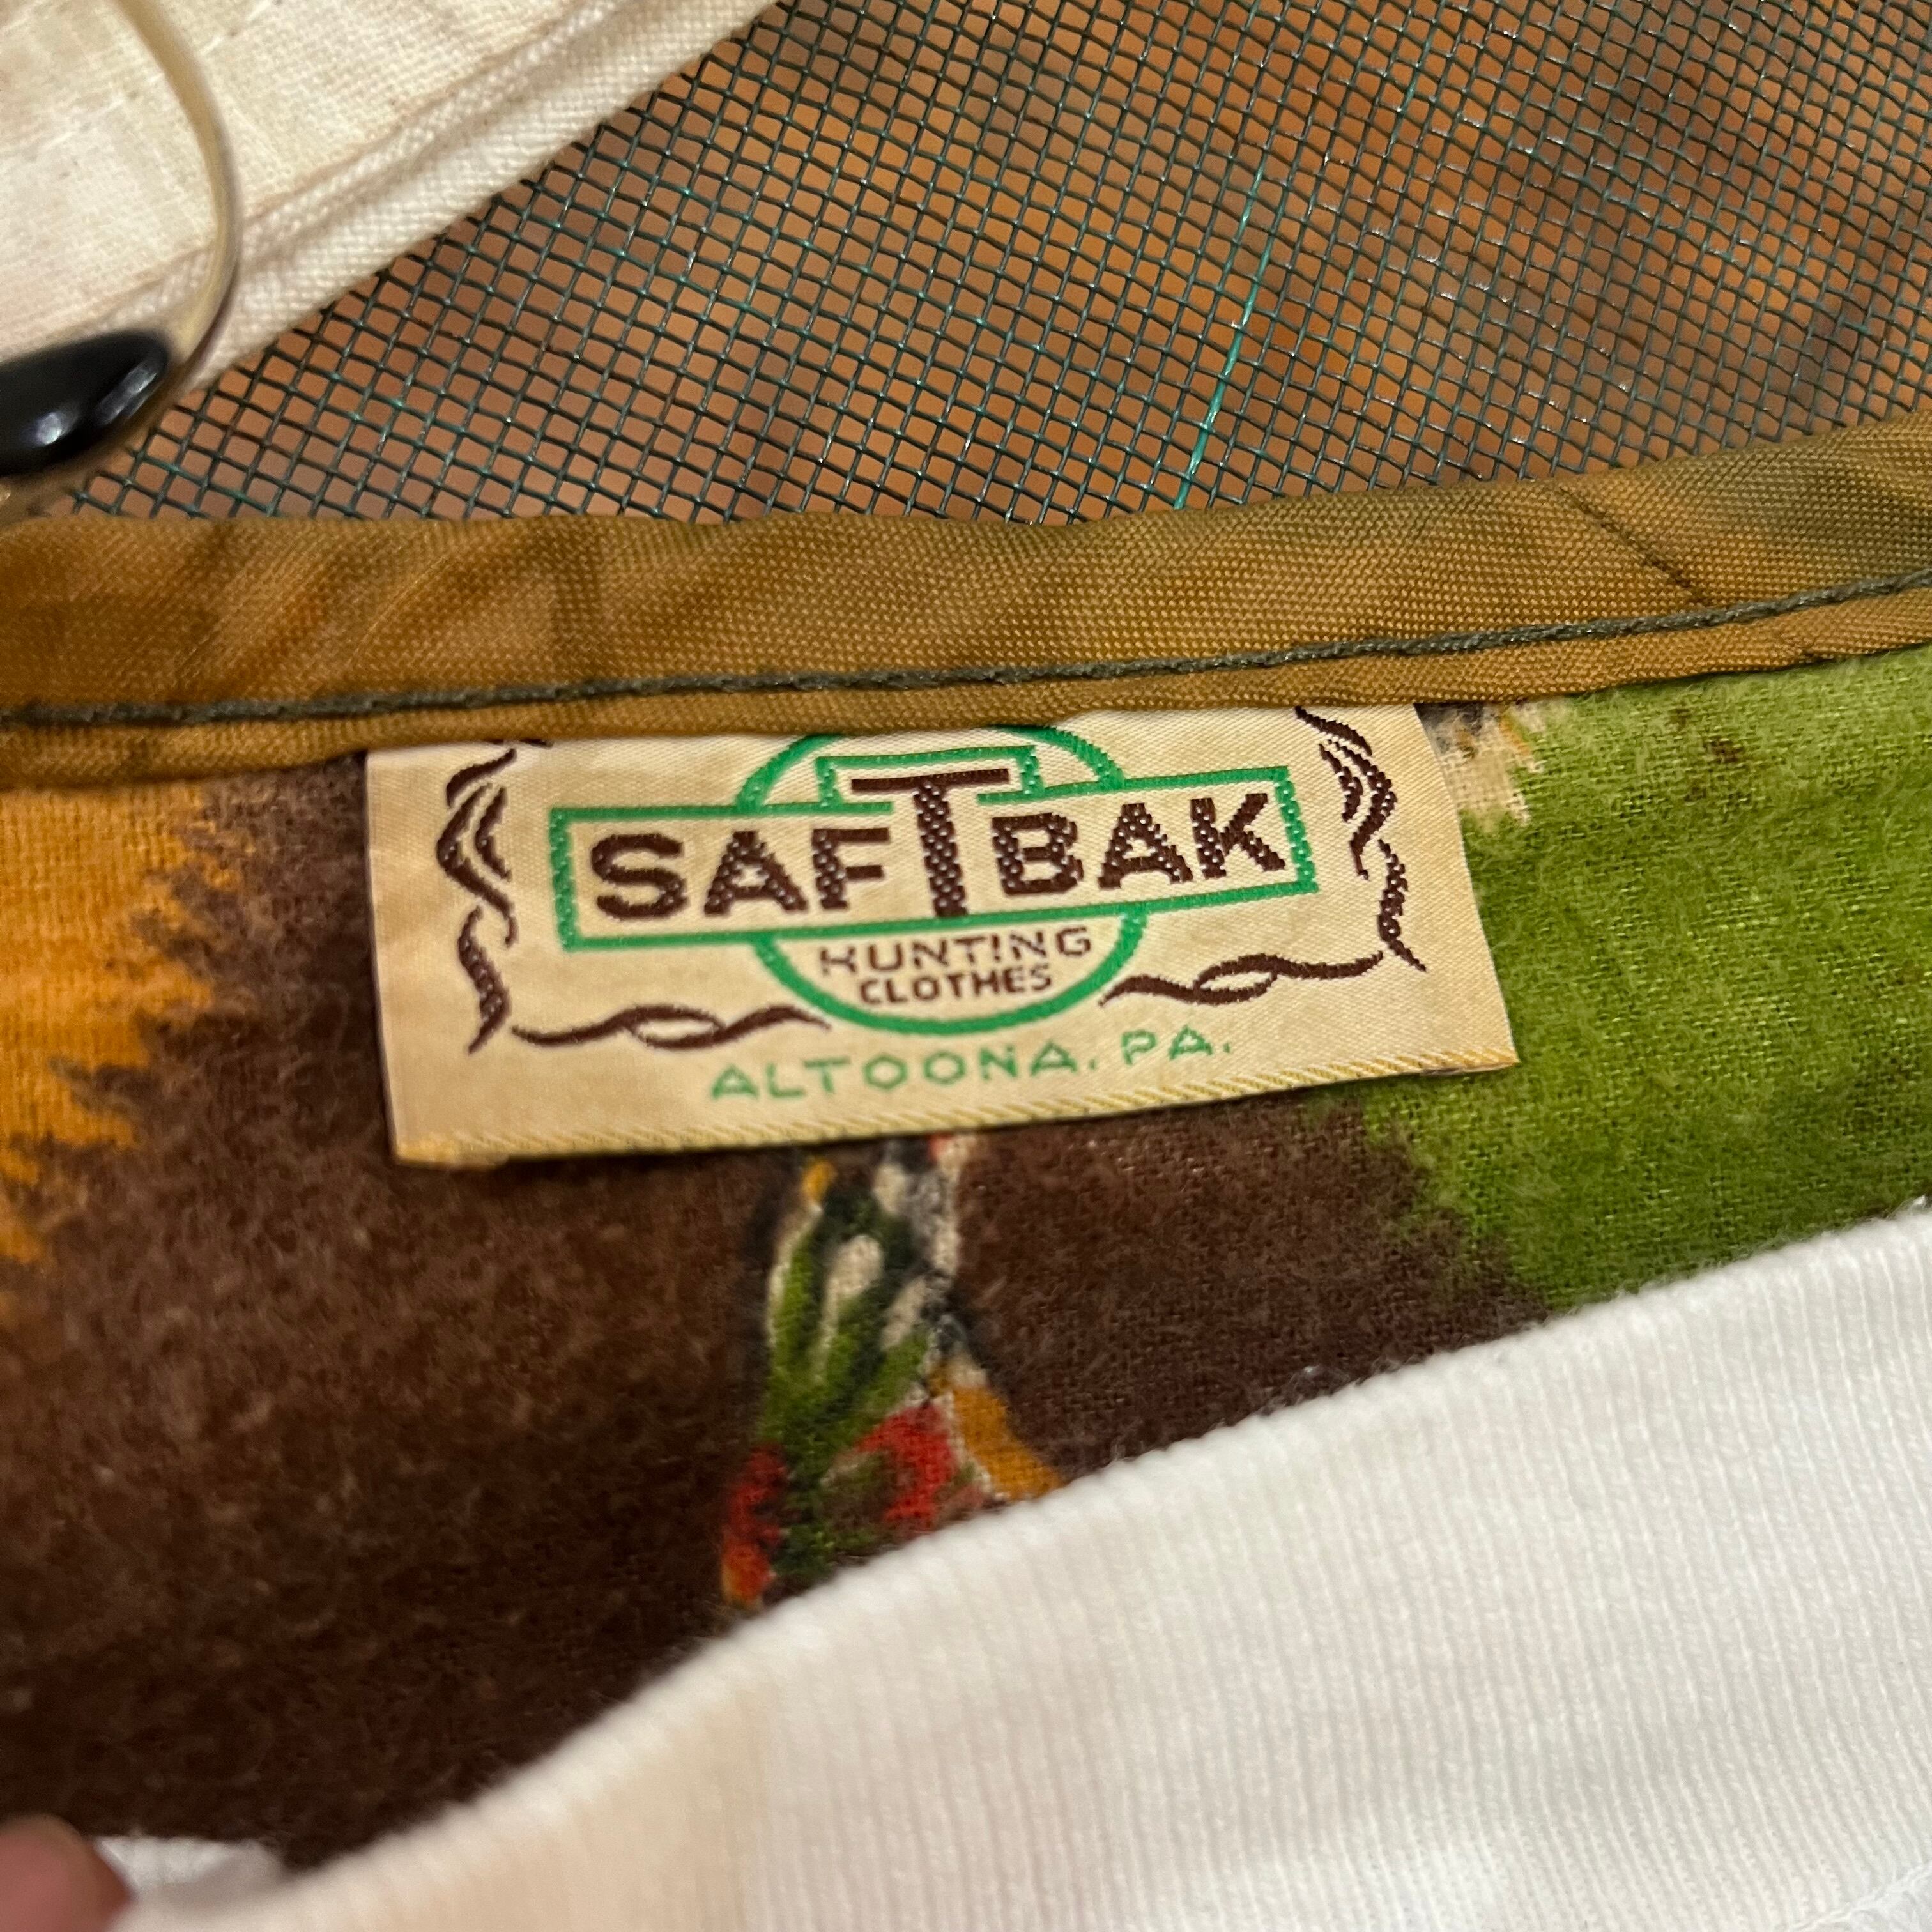 SAFTBAK
HUNTING
CLOTHES
ALTOONA, PA.